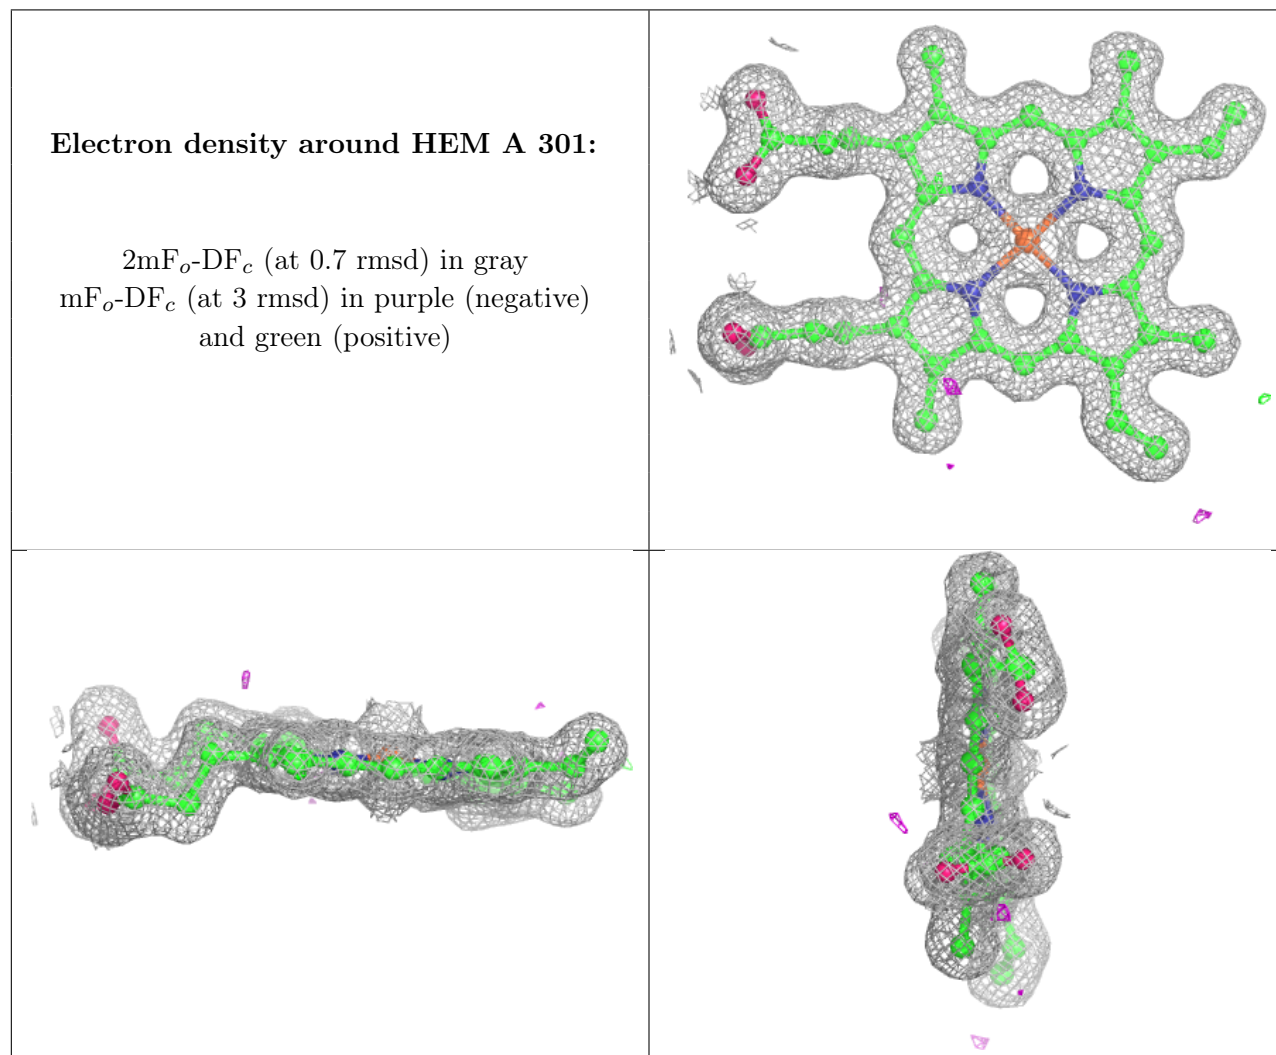 Electron density around HEM A 301:
2mFo-DFc (at 0.7 rmsd) in gray
mFo-DFc (at 3 rmsd) in purple (negative)
and green (positive)